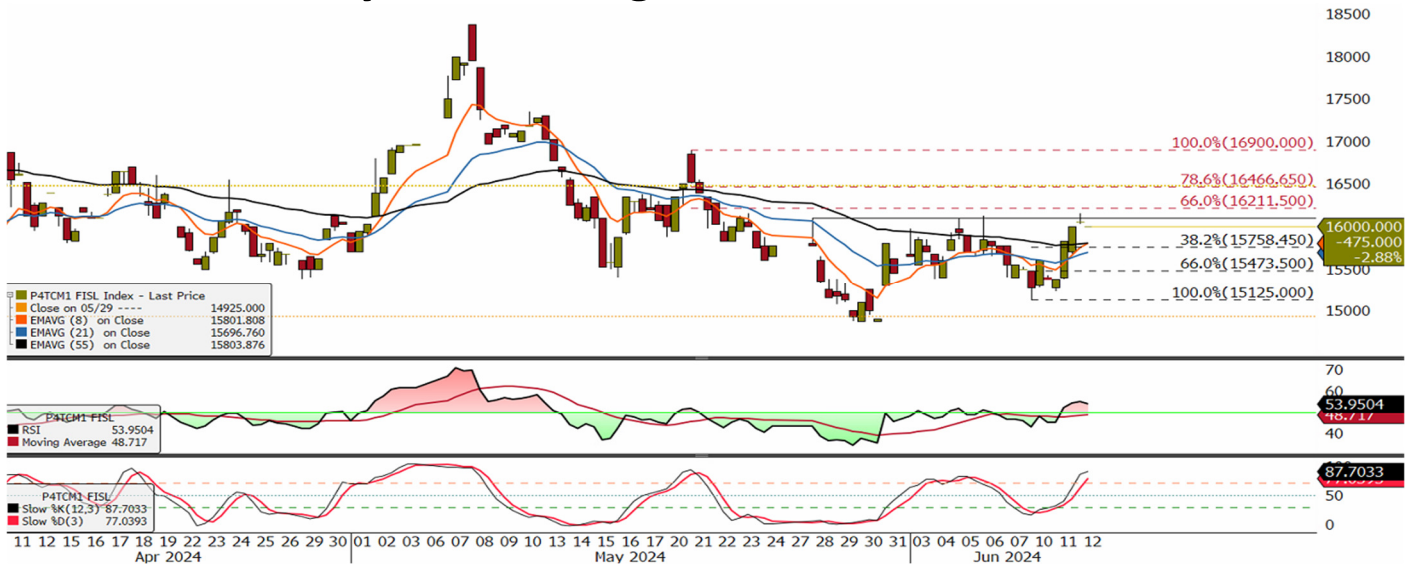 18500
18000
17500
17000
16500
16000.000
-475.000
-2.88%
15500
15000
100.0%(16900.000)
78.6%(16466.650)
66.0%(16211.500)
38.2%(15758.450)
66.0%(15473.500)
100.0%(15125.000)
P4TCM1 FISL Index - Last Price
Close on 05/29 ---- 14925.000
EMAVG (8) on Close 15801.808
EMAVG (21) on Close 15696.760
EMAVG (55) on Close 15803.876
70
60
53.9504
48.717
40
P4TCM1 FISL
RSI 53.9504
Moving Average 48.717
87.7033
77.0393
50
0
P4TCM1 FISL
Slow %K(12,3) 87.7033
Slow %D(3) 77.0393
11 12 15 16 17 18 19 22 23 24 25 26 29 30 01 02 03 06 07 08 09 10 13 14 15 16 17 20 21 22 23 24 27 28 29 30 31 03 04 05 06 07 10 11 12
Apr 2024 May 2024 Jun 2024